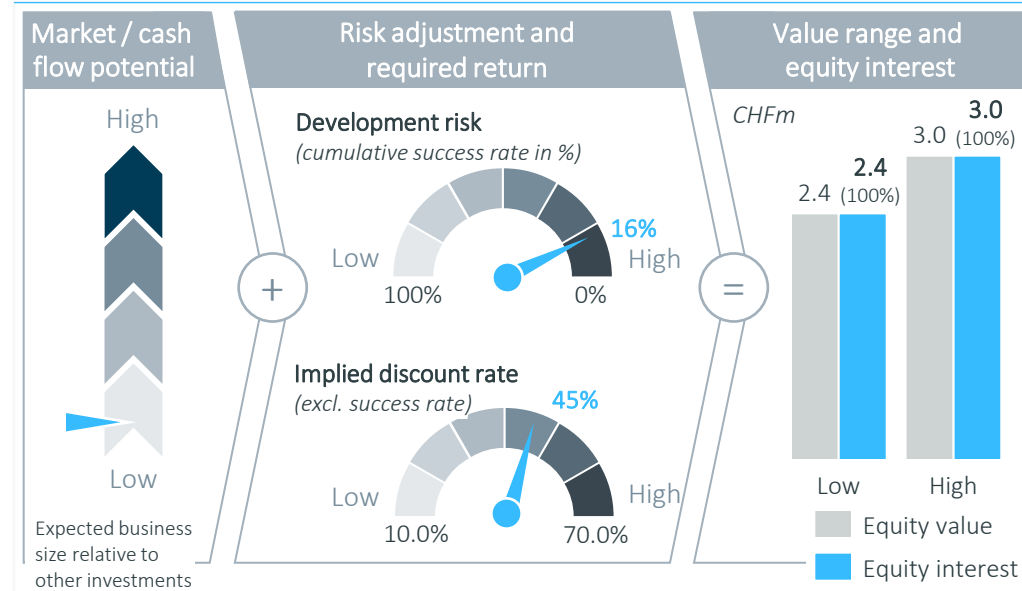 Market / cash
flow potential
High
Low
Expected business
size relative to
other investments
+
Risk adjustment and
required return
Development risk
(cumulative success rate in %)
16%
Low
High
100%
0%
Implied discount rate
(excl. success rate)
45%
Low
High
10.0%
70.0%
=
Value range and
equity interest
CHFm
3.0
3.0 (100%)
2.4
2.4 (100%)
Low
High
Equity value
Equity interest